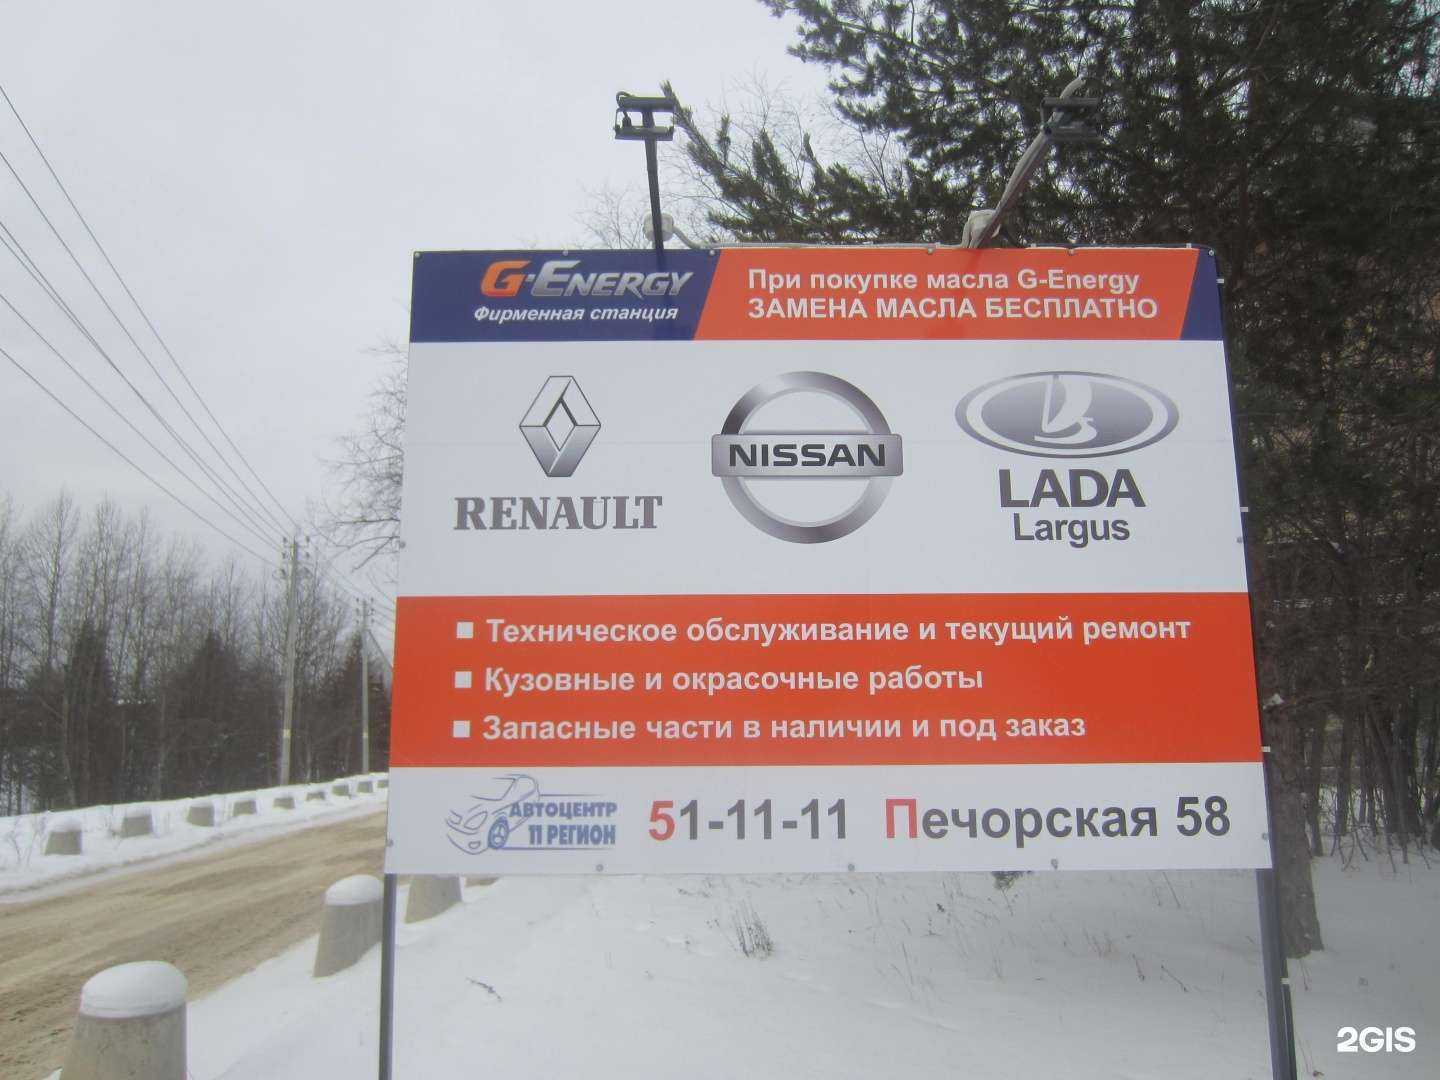 G-Energy
Фирменная станция
При покупке масла G-Energy
ЗАМЕНА МАСЛА БЕСПЛАТНО
RENAULT
NISSAN
LADA
Largus
Техническое обслуживание и текущий ремонт
Кузовные и окрасочные работы
Запасные части в наличии и под заказ
АВТОЦЕНТР
11 РЕГИОН
51-11-11 Печорская 58
2GIS